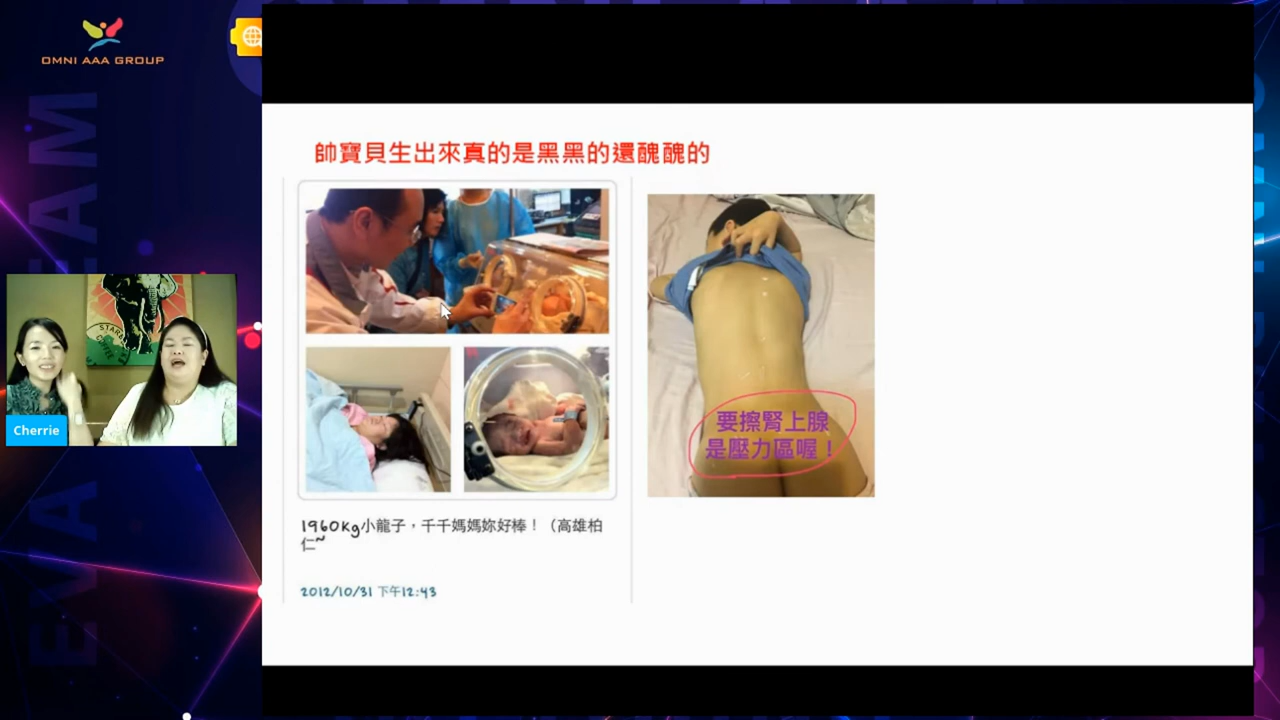 OMNI AAA GROUP
帥寶貝生出來真的是黑黑的還醜醜的
要擦腎上腺
是壓力區喔！
1960kg小龍子，千千媽媽妳好棒！（高雄柏
仁~
2012/10/31 下午12:43
Cherrie